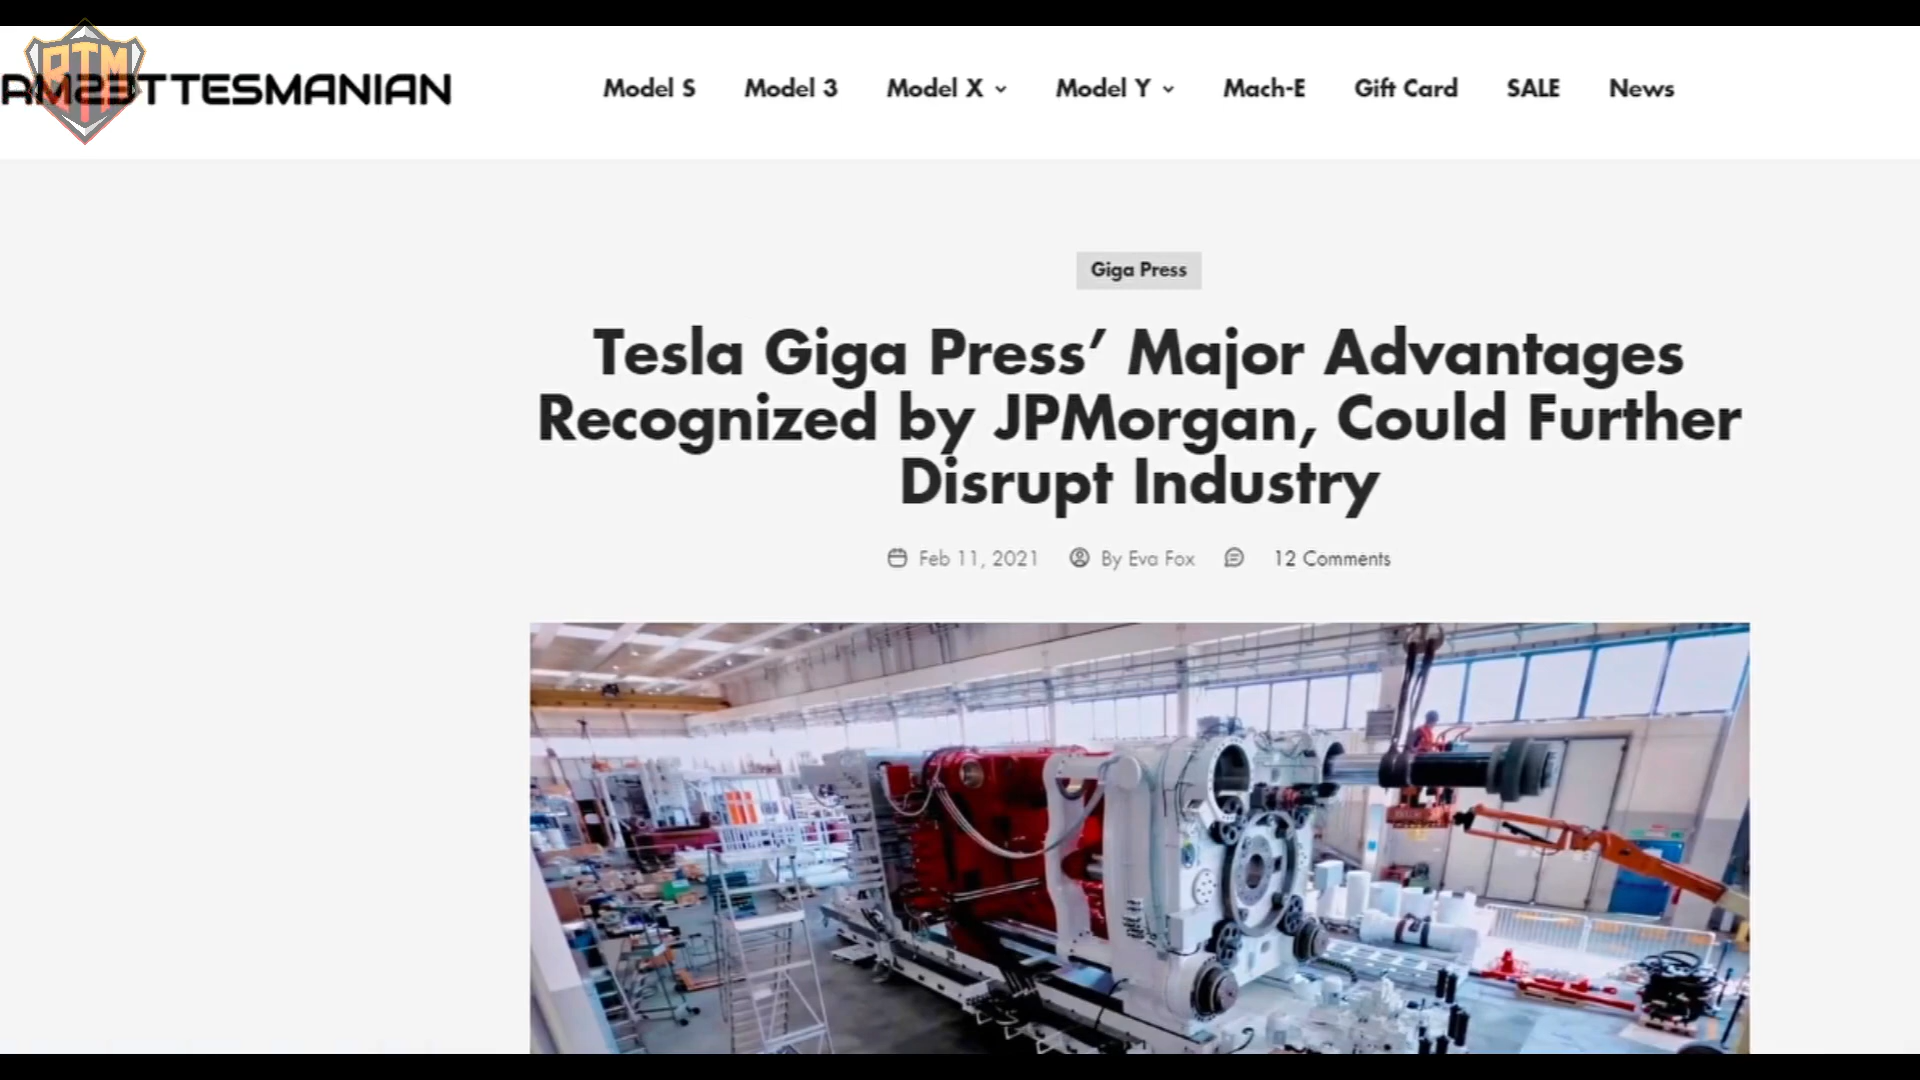 RTM
TESMANIAN
Model S
Model 3
Model X
Model Y
Mach-E
Gift Card
SALE
News
Giga Press
Tesla Giga Press’ Major Advantages
Recognized by JPMorgan, Could Further
Disrupt Industry
Feb 11, 2021
By Eva Fox
12 Comments